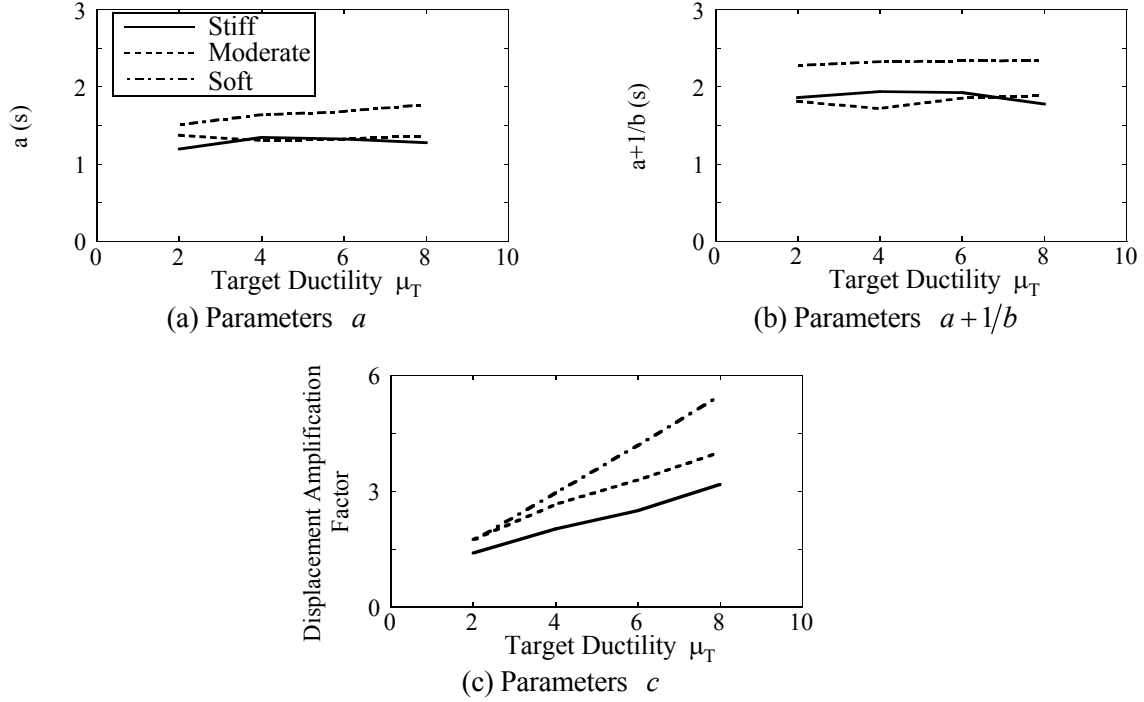 3
2
1
0
a (s)
Stiff
Moderate
Soft
0 2 4 6 8 10
Target Ductility μT
(a) Parameters a
3
2
1
0
a+1/b (s)
0 2 4 6 8 10
Target Ductility μT
(b) Parameters a + 1/b
6
3
0
Displacement Amplification
Factor
0 2 4 6 8 10
Target Ductility μT
(c) Parameters c